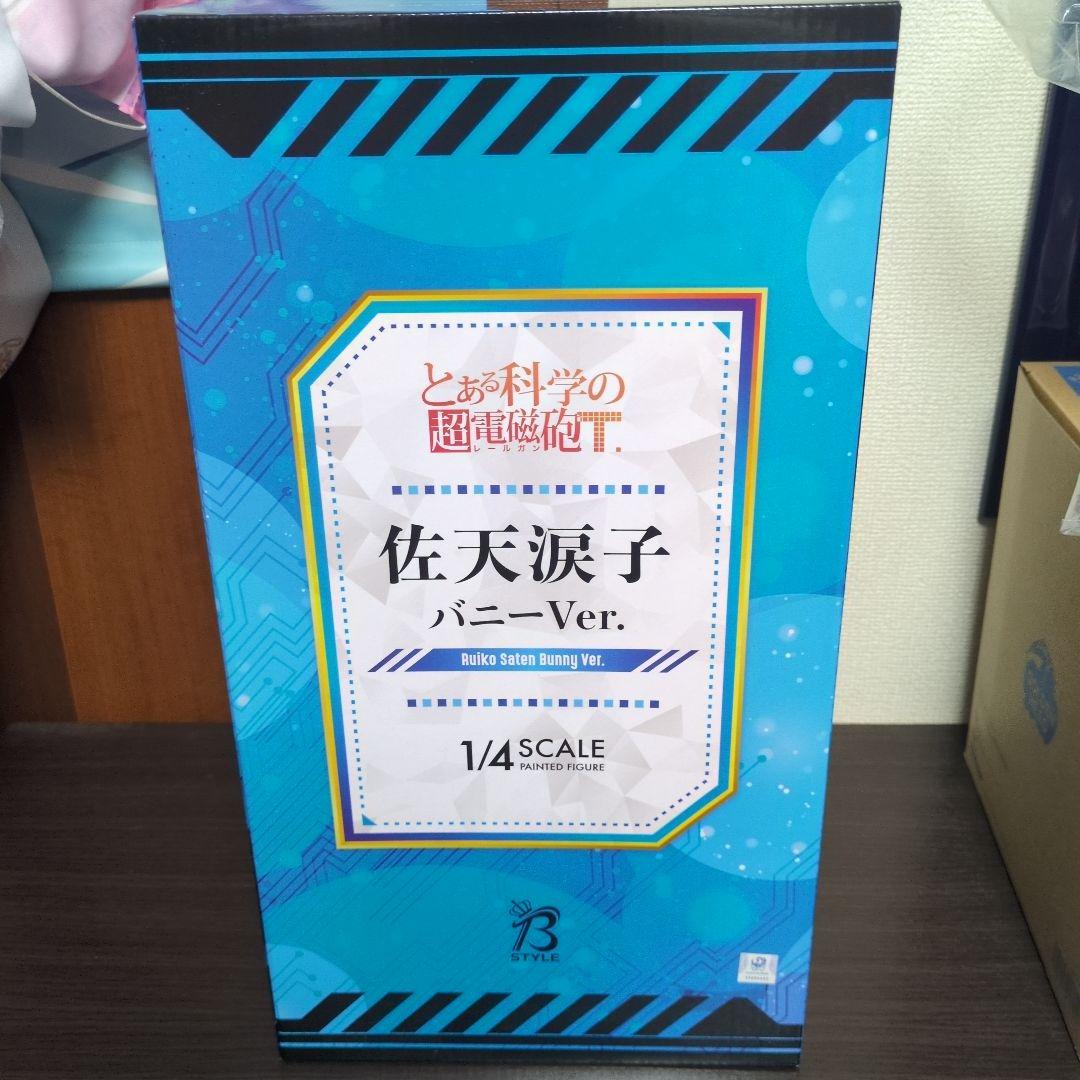 とある科学の
超電磁砲T.
レールガン
佐天涙子
バニーVer.
Ruiko Saten Bunny Ver.
1/4 SCALE
PAINTED FIGURE
B
STYLE